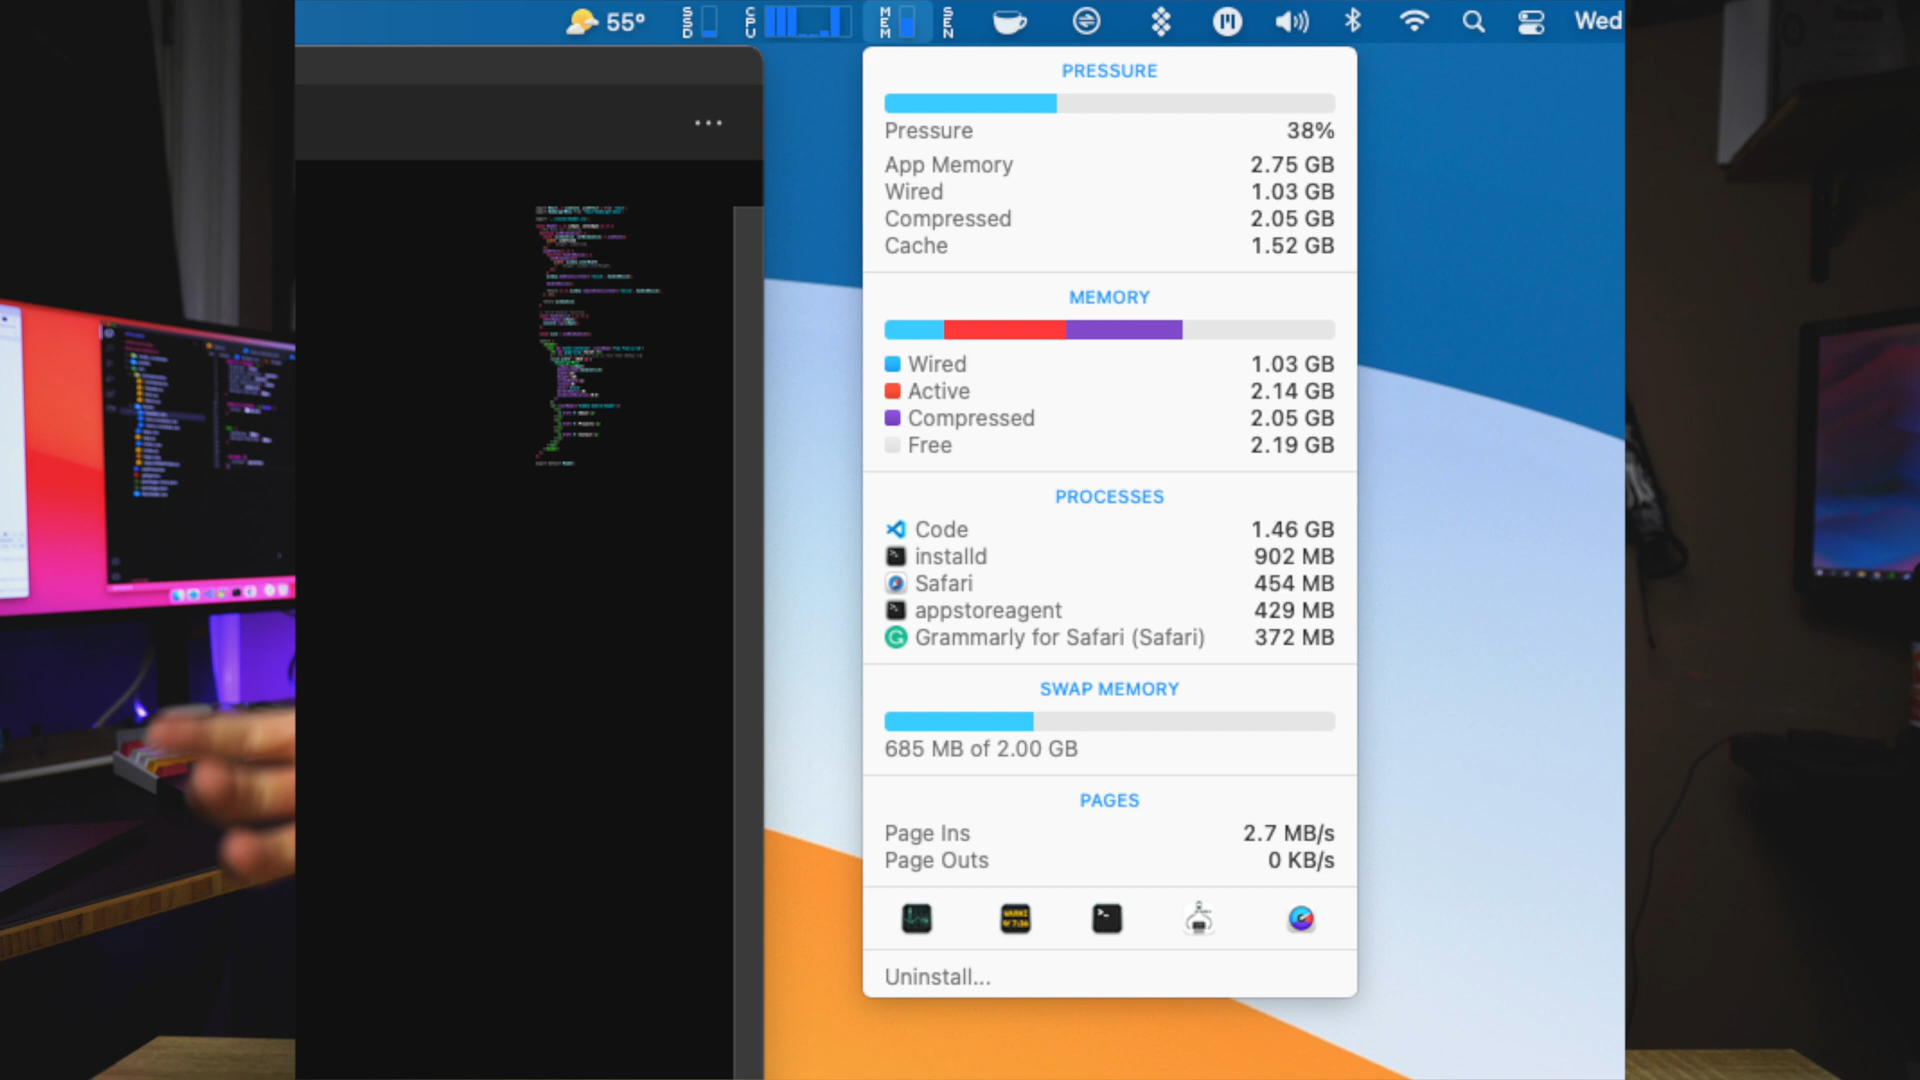 55° SSD CPU MEM SEN Wed
PRESSURE
Pressure 38%
App Memory 2.75 GB
Wired 1.03 GB
Compressed 2.05 GB
Cache 1.52 GB
MEMORY
Wired 1.03 GB
Active 2.14 GB
Compressed 2.05 GB
Free 2.19 GB
PROCESSES
Code 1.46 GB
installd 902 MB
Safari 454 MB
appstoreagent 429 MB
Grammarly for Safari (Safari) 372 MB
SWAP MEMORY
685 MB of 2.00 GB
PAGES
Page Ins 2.7 MB/s
Page Outs 0 KB/s
Uninstall...